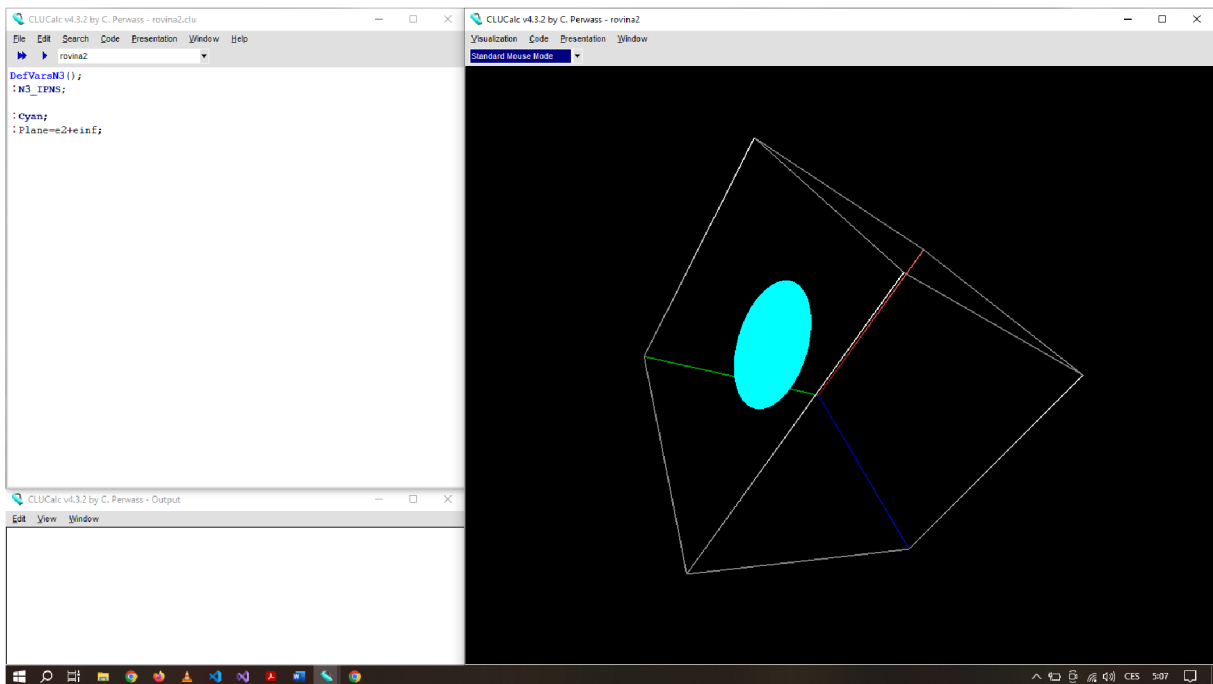 CLUCalc v4.3.2 by C. Perwass - rovina2.clu
File Edit Search Code Presentation Window Help
rovina2
DefVarsN3();
:N3_IPNS;
:Cyan;
:Plane=e2+einf;
CLUCalc v4.3.2 by C. Perwass - Output
Edit View Window
CLUCalc v4.3.2 by C. Perwass - rovina2
Visualization Code Presentation Window
Standard Mouse Mode
CES 5:07